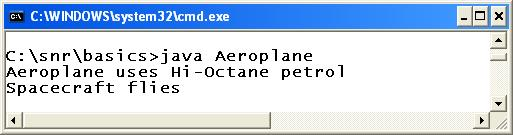 C:\WINDOWS\system32\cmd.exe
C:\snr\basics>java Aeroplane
Aeroplane uses Hi-Octane petrol
Spacecraft flies